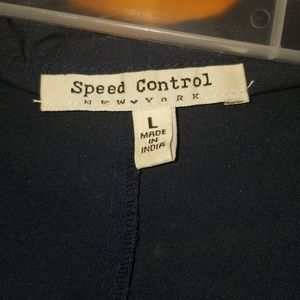 Speed Control
NEW YORK
L
MADE
IN
INDIA